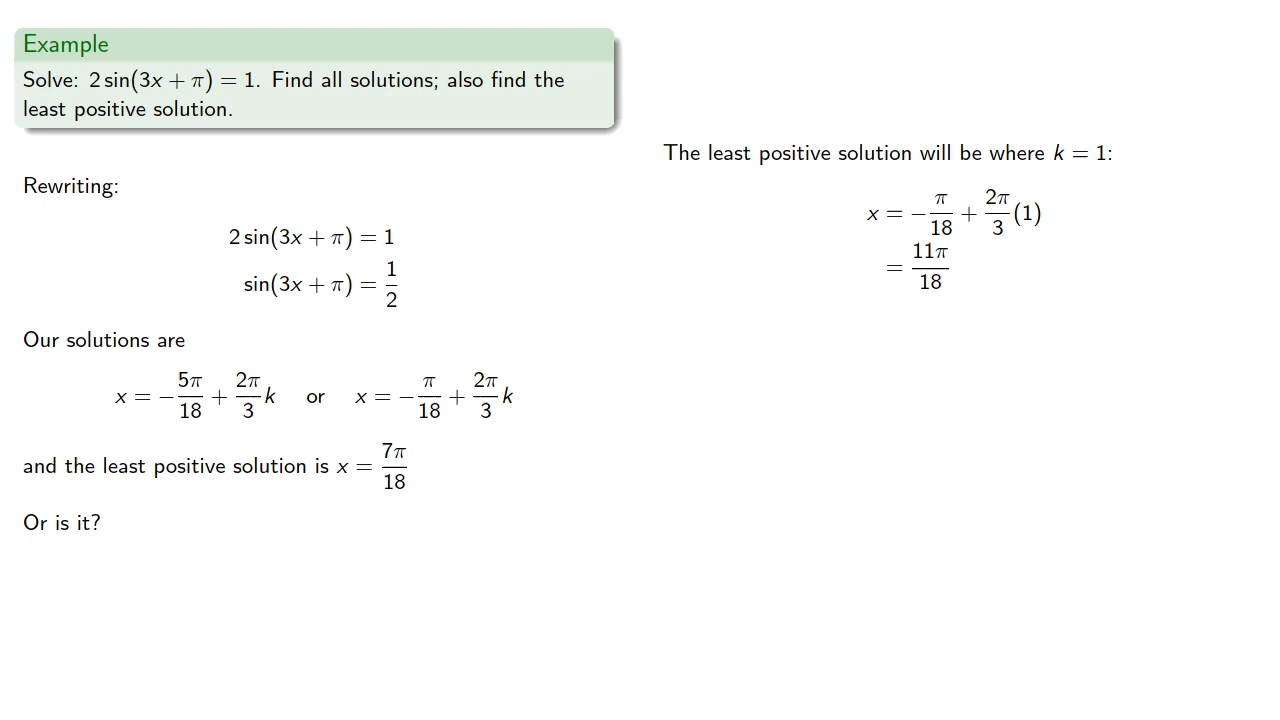 Example
Solve: 2 sin(3x + π) = 1. Find all solutions; also find the
least positive solution.
Rewriting:
2 sin(3x + π) = 1
sin(3x + π) = 1/2
Our solutions are
x = −5π/18 + 2π/3 k or x = −π/18 + 2π/3 k
and the least positive solution is x = 7π/18
Or is it?
The least positive solution will be where k = 1:
x = −π/18 + 2π/3 (1)
= 11π/18